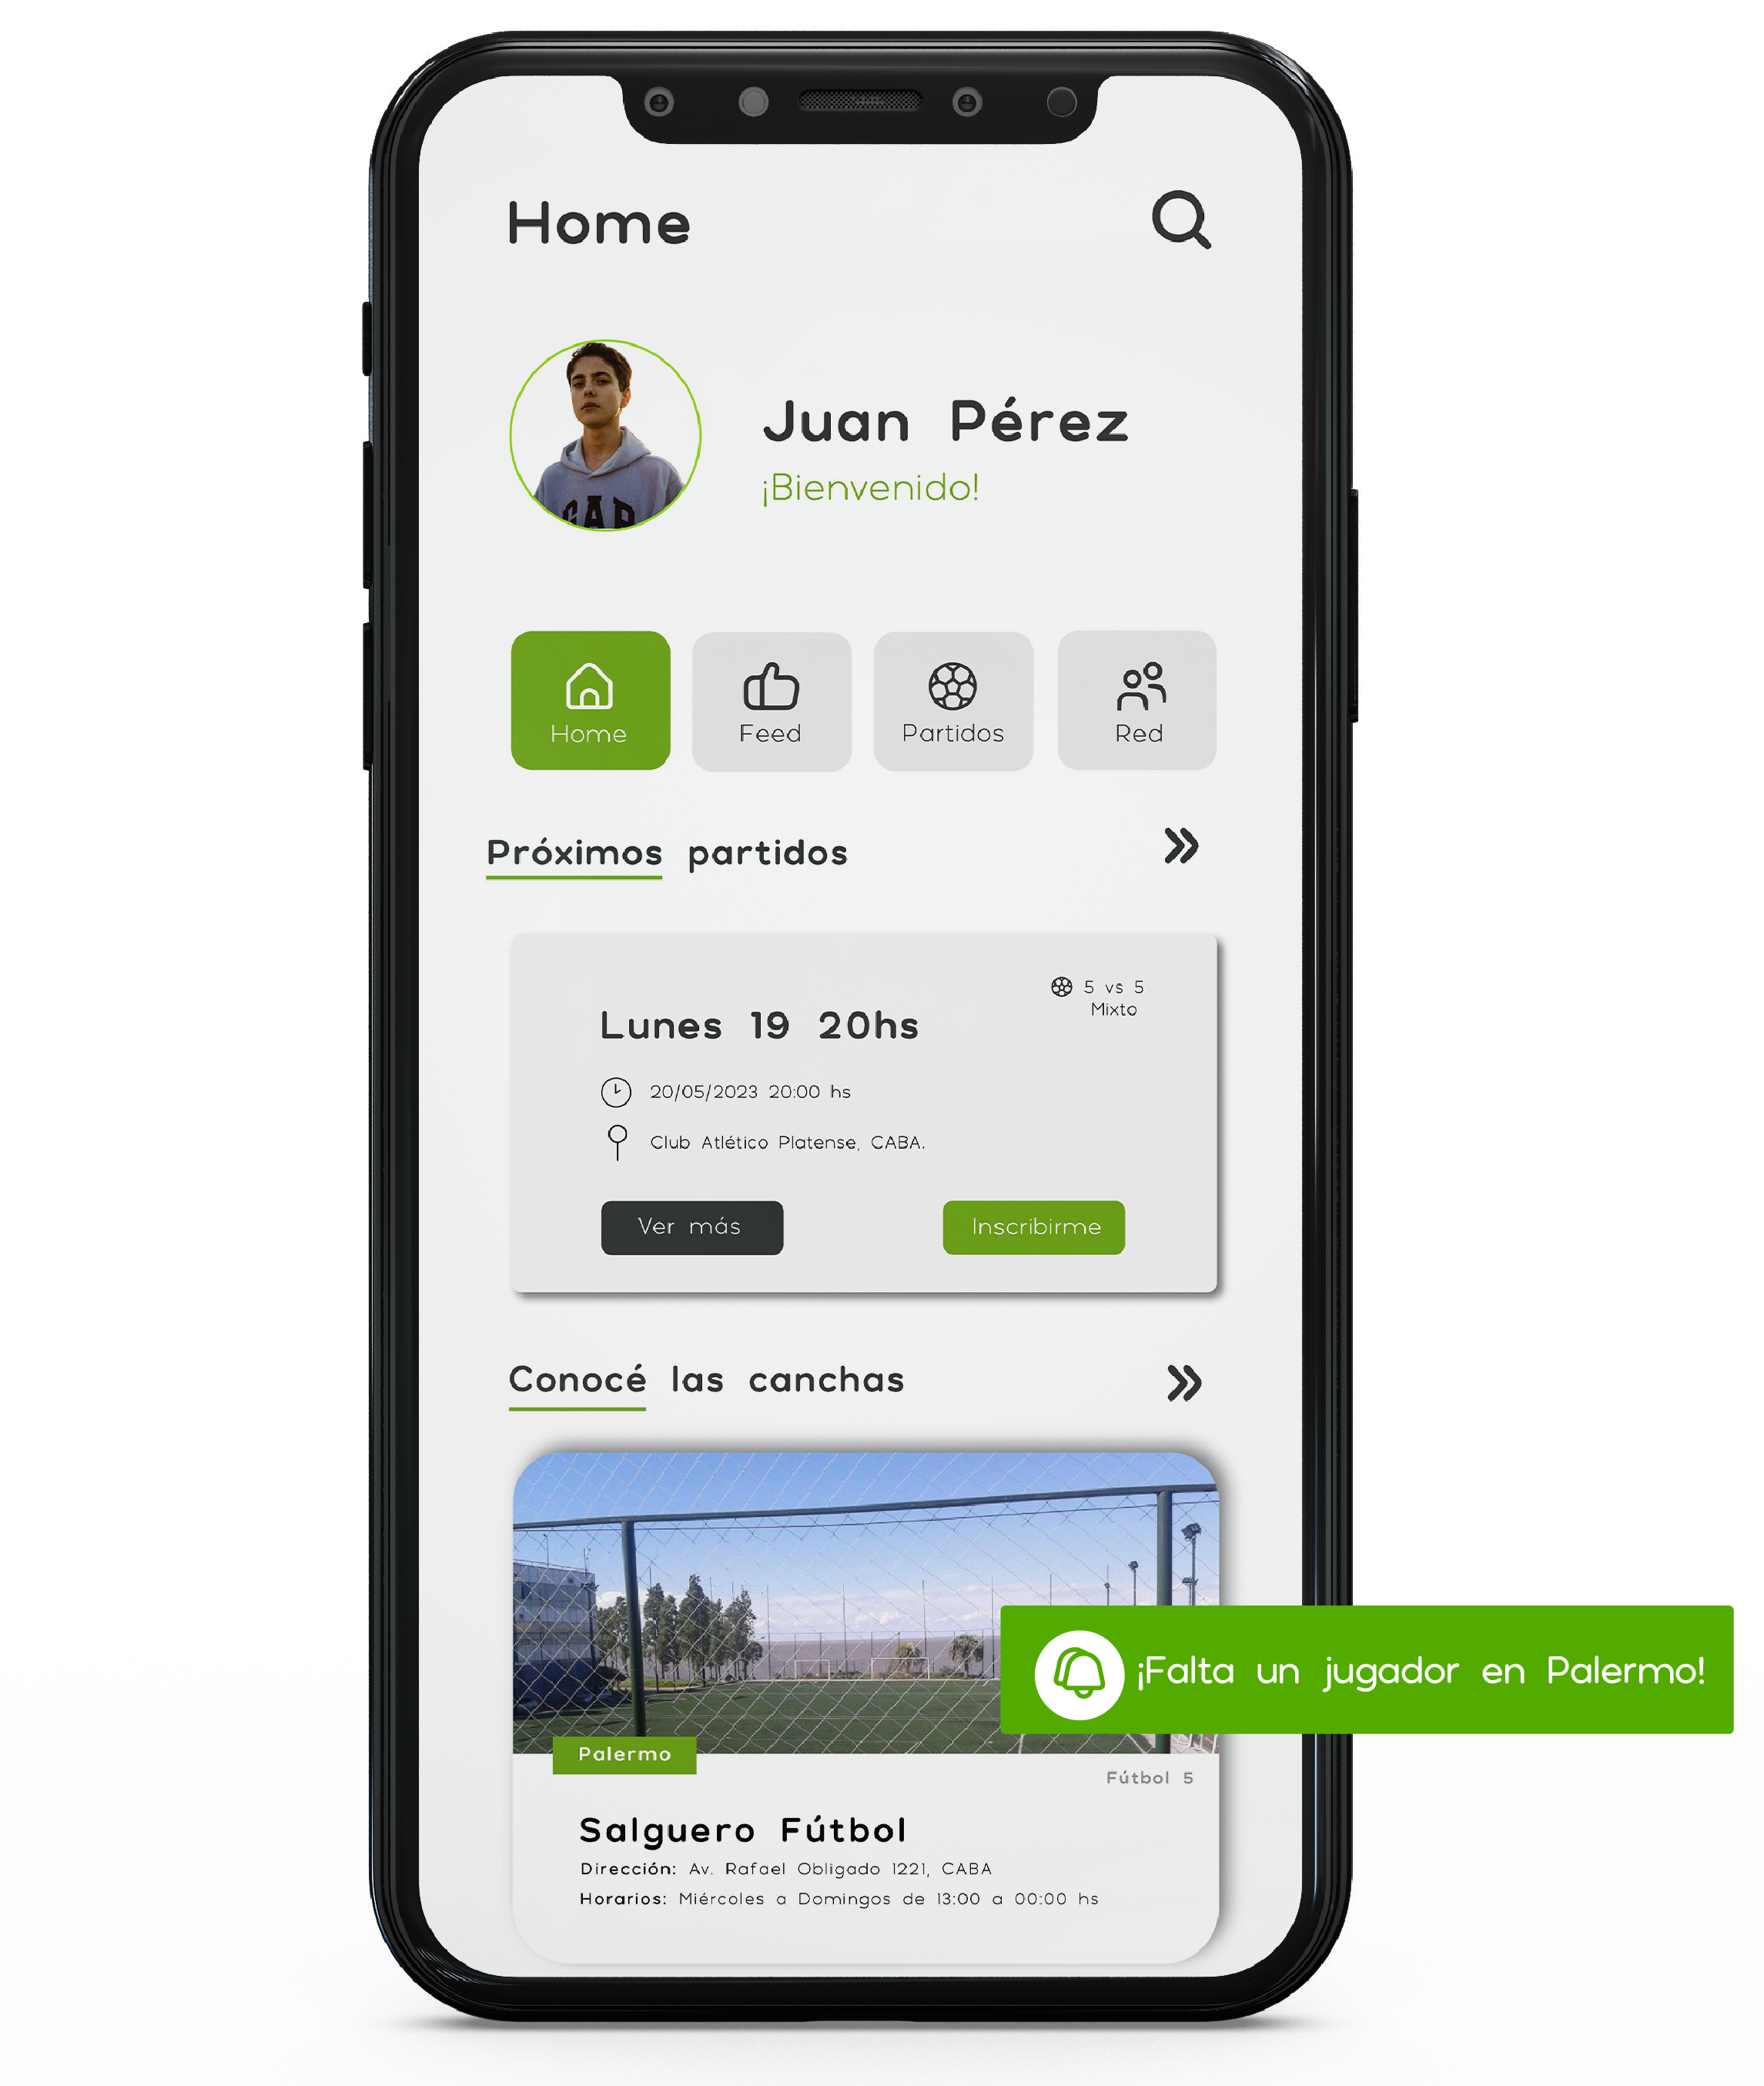 Home
Juan Pérez
¡Bienvenido!
GAP
Home
Feed
Partidos
Red
Próximos partidos
5 vs 5
Mixto
Lunes 19 20hs
20/05/2023 20:00 hs
Club Atlético Platense, CABA.
Ver más
Inscribirme
Conocé las canchas
¡Falta un jugador en Palermo!
Palermo
Fútbol 5
Salguero Fútbol
Dirección: Av. Rafael Obligado 1221, CABA
Horarios: Miércoles a Domingos de 13:00 a 00:00 hs